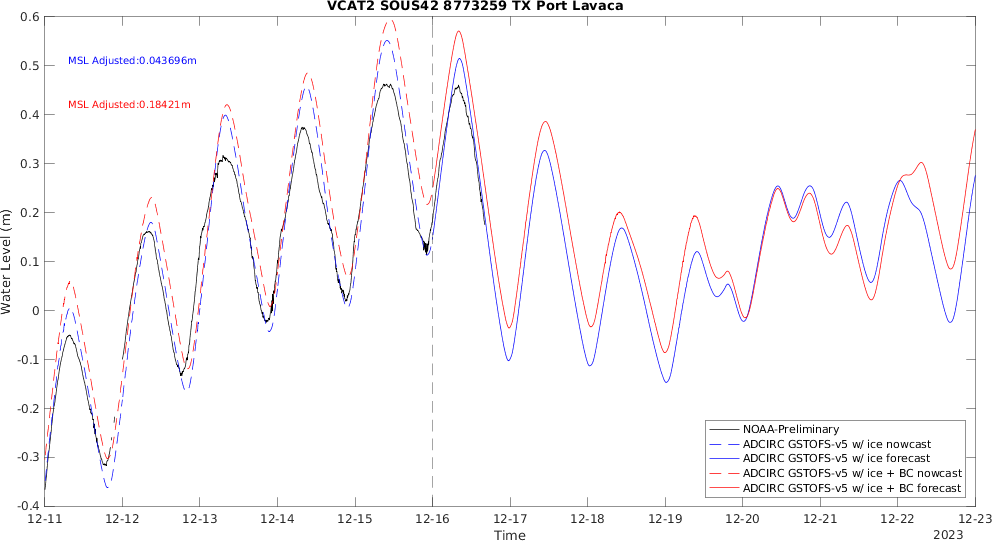 VCAT2 SOUS42 8773259 TX Port Lavaca
0.6
0.5
0.4
0.3
0.2
0.1
0
-0.1
-0.2
-0.3
-0.4
Water Level (m)
MSL Adjusted:0.043696m
MSL Adjusted:0.18421m
NOAA-Preliminary
ADCIRC GSTOFS-v5 w/ ice nowcast
ADCIRC GSTOFS-v5 w/ ice forecast
ADCIRC GSTOFS-v5 w/ ice + BC nowcast
ADCIRC GSTOFS-v5 w/ ice + BC forecast
12-11 12-12 12-13 12-14 12-15 12-16 12-17 12-18 12-19 12-20 12-21 12-22 12-23
Time
2023